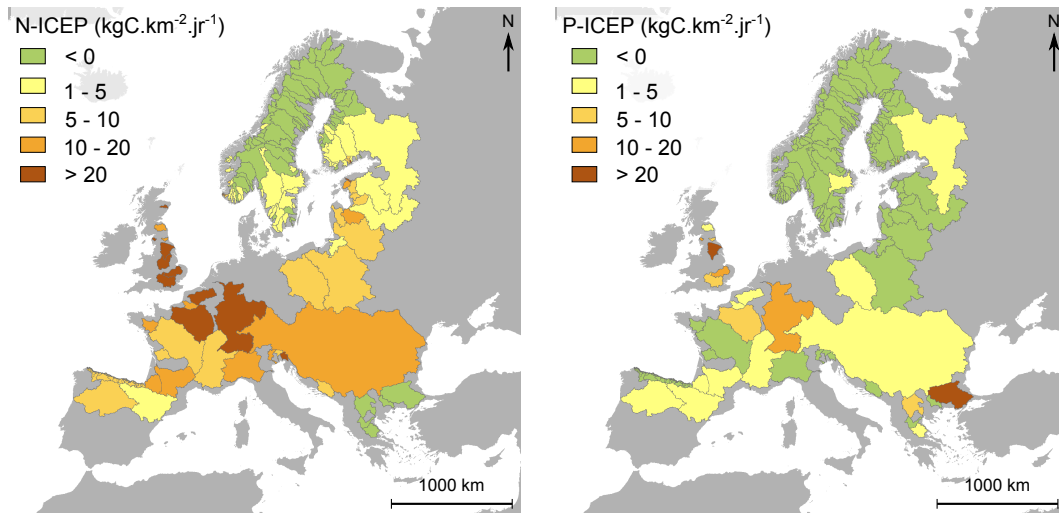 N-ICEP (kgC.km⁻².jr⁻¹)
< 0
1 - 5
5 - 10
10 - 20
> 20
N
1000 km
P-ICEP (kgC.km⁻².jr⁻¹)
< 0
1 - 5
5 - 10
10 - 20
> 20
N
1000 km